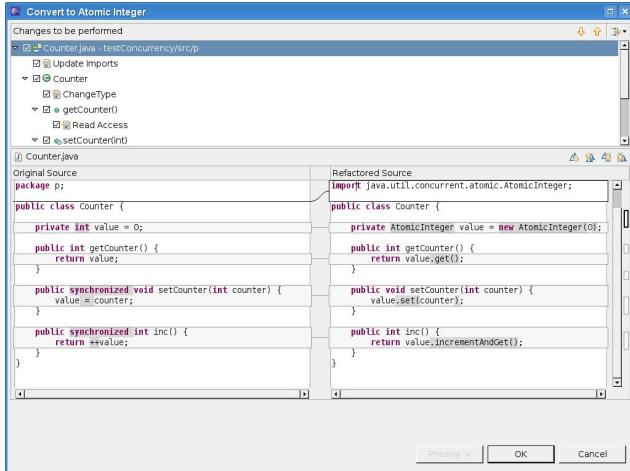 Convert to Atomic Integer
Changes to be performed
Counter.java - testConcurrency/src/p
Update Imports
Counter
ChangeType
getCounter()
Read Access
setCounter(int)
Counter.java
Original Source
package p;
public class Counter {
private int value = 0;
public int getCounter() {
return value;
}
public synchronized void setCounter(int counter) {
value = counter;
}
public synchronized int inc() {
return ++value;
}
}
Refactored Source
import java.util.concurrent.atomic.AtomicInteger;
public class Counter {
private AtomicInteger value = new AtomicInteger(0);
public int getCounter() {
return value.get();
}
public void setCounter(int counter) {
value.set(counter);
}
public int inc() {
return value.incrementAndGet();
}
}
Preview >
OK
Cancel